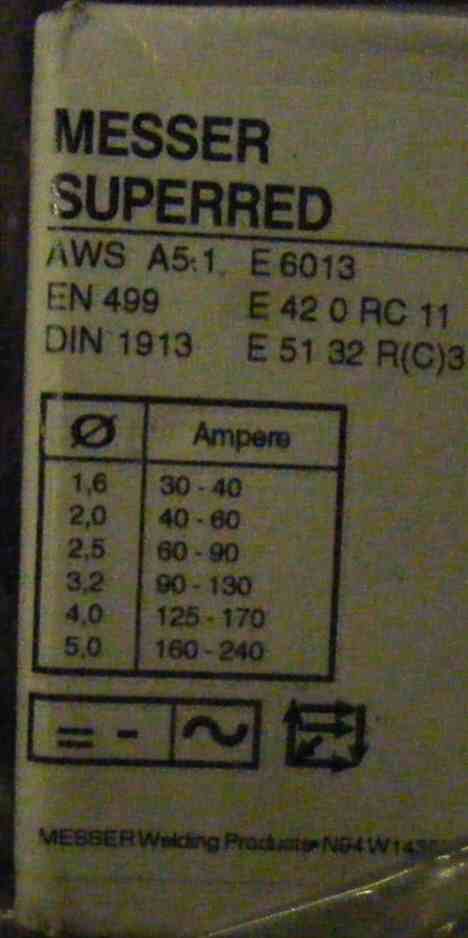 MESSER
SUPERRED
AWS A5.1. E 6013
EN 499 E 42 0 RC 11
DIN 1913 E 51 32 R(C)3
Ø Ampere
1,6 30 - 40
2,0 40 - 60
2,5 60 - 90
3,2 90 - 130
4,0 125 - 170
5,0 160 - 240
= - ~
MESSER Welding Products